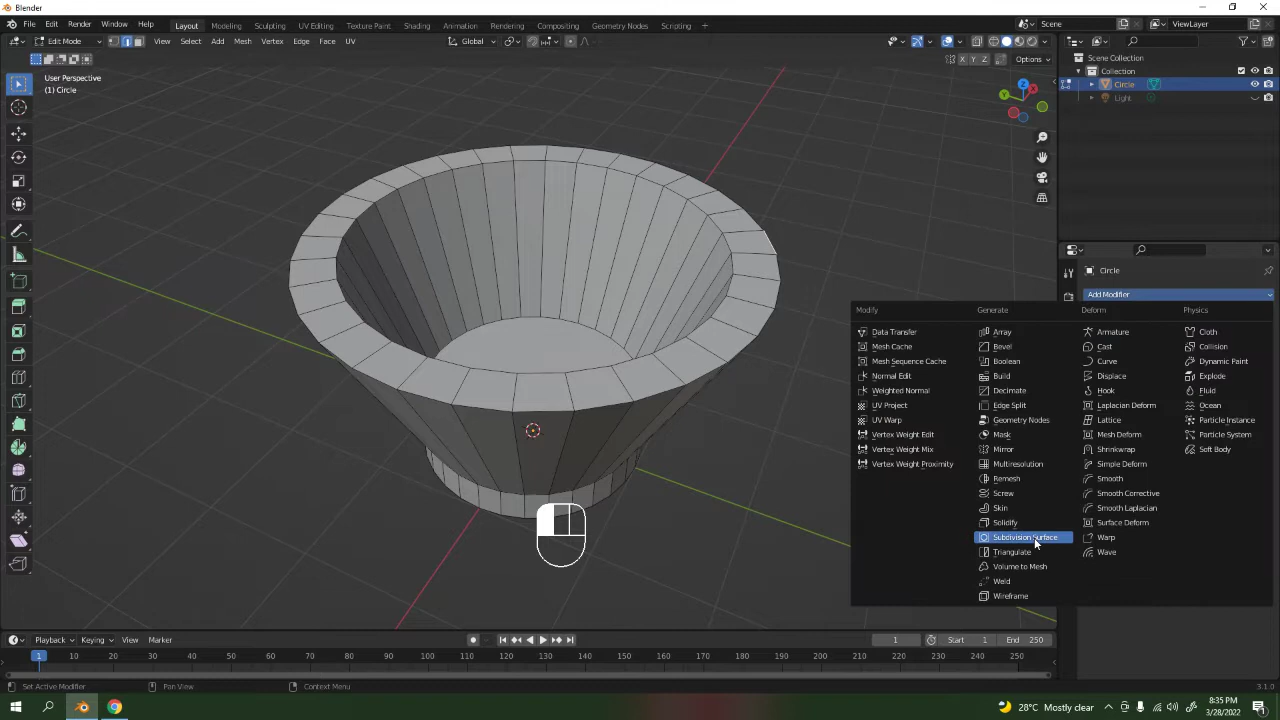 Blender
File Edit Render Window Help
Layout Modeling Sculpting UV Editing Texture Paint Shading Animation Rendering Compositing Geometry Nodes Scripting +
Scene
ViewLayer
Edit Mode View Select Add Mesh Vertex Edge Face UV
Global
X Y Z Options
User Perspective
(1) Circle
Scene Collection
Collection
Circle
Light
Z
Y
X
Circle
Add Modifier
Modify
Data Transfer
Mesh Cache
Mesh Sequence Cache
Normal Edit
Weighted Normal
UV Project
UV Warp
Vertex Weight Edit
Vertex Weight Mix
Vertex Weight Proximity
Generate
Array
Bevel
Boolean
Build
Decimate
Edge Split
Geometry Nodes
Mask
Mirror
Multiresolution
Remesh
Screw
Skin
Solidify
Subdivision Surface
Triangulate
Volume to Mesh
Weld
Wireframe
Deform
Armature
Cast
Curve
Displace
Hook
Laplacian Deform
Lattice
Mesh Deform
Shrinkwrap
Simple Deform
Smooth
Smooth Corrective
Smooth Laplacian
Surface Deform
Warp
Wave
Physics
Cloth
Collision
Dynamic Paint
Explode
Fluid
Ocean
Particle Instance
Particle System
Soft Body
Playback Keying View Marker
1 Start 1 End 250
1 10 20 30 40 50 60 70 80 90 100 110 120 130 140 150 160 170 180 190 200 210 220 230 240 250
Set Active Modifier Pan View Context Menu 3.1.0
28°C Mostly clear
8:35 PM
3/28/2022